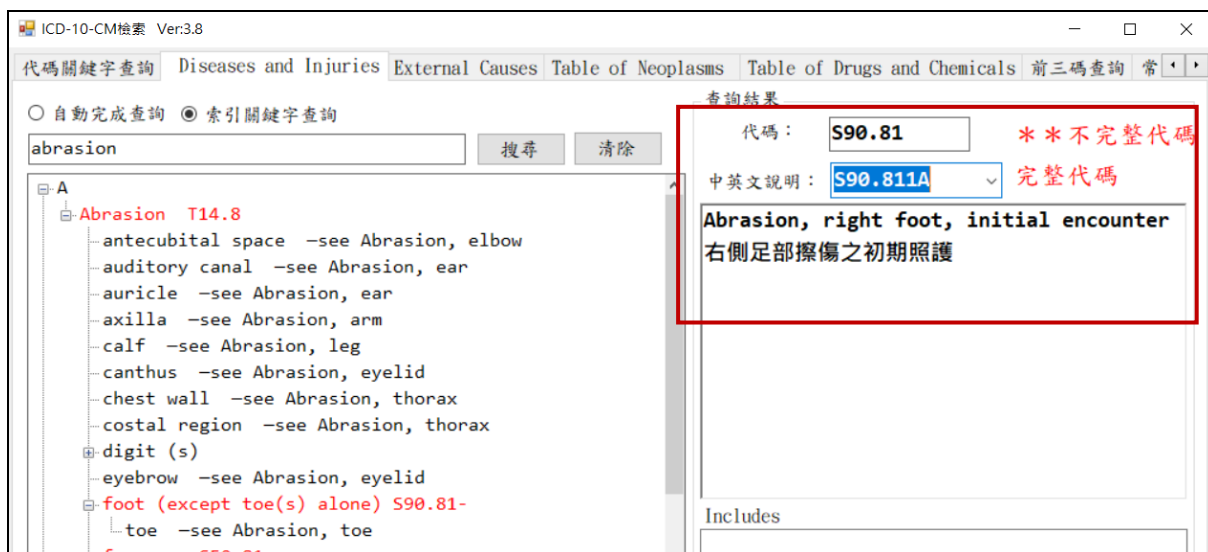 ICD-10-CM檢索 Ver:3.8
代碼關鍵字查詢 Diseases and Injuries External Causes Table of Neoplasms Table of Drugs and Chemicals 前三碼查詢 常
自動完成查詢 索引關鍵字查詢
abrasion 搜尋 清除
A
Abrasion T14.8
antecubital space —see Abrasion, elbow
auditory canal —see Abrasion, ear
auricle —see Abrasion, ear
axilla —see Abrasion, arm
calf —see Abrasion, leg
canthus —see Abrasion, eyelid
chest wall —see Abrasion, thorax
costal region —see Abrasion, thorax
digit (s)
eyebrow —see Abrasion, eyelid
foot (except toe(s) alone) S90.81-
toe —see Abrasion, toe
查詢結果
代碼： S90.81 **不完整代碼
中英文說明： S90.811A 完整代碼
Abrasion, right foot, initial encounter
右側足部擦傷之初期照護
Includes